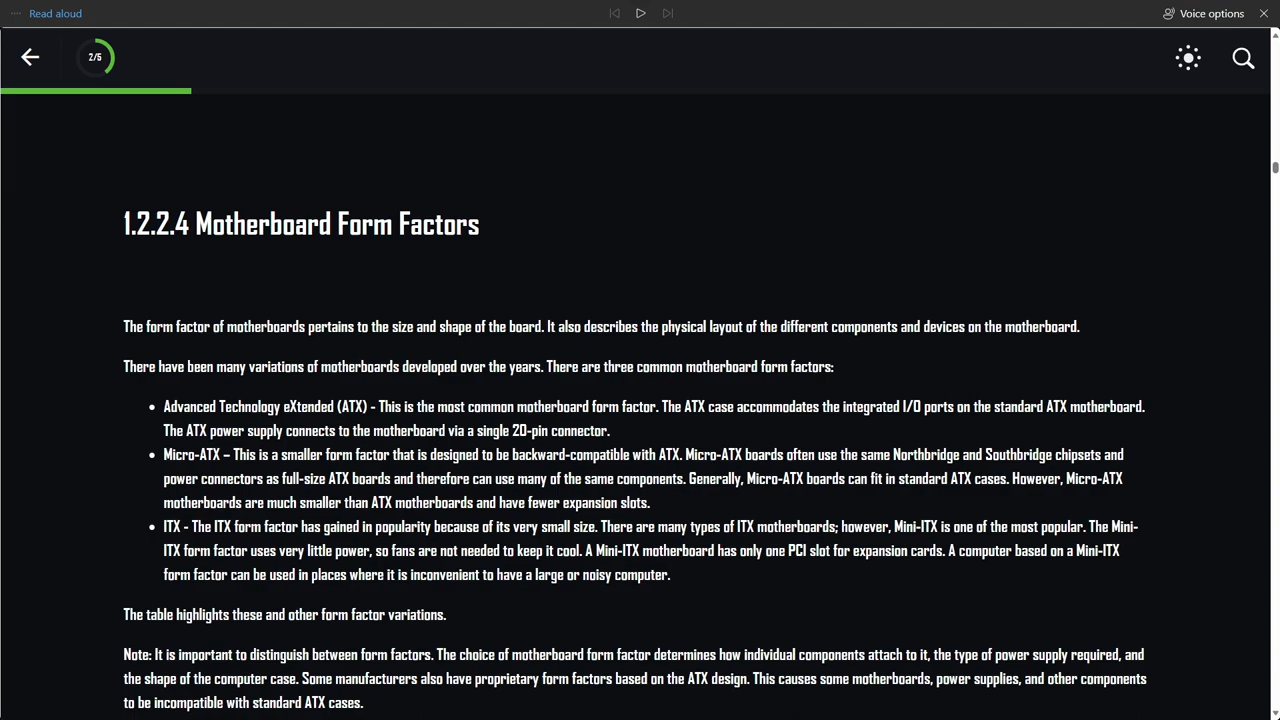 Read aloud
Voice options
2/5
1.2.2.4 Motherboard Form Factors
The form factor of motherboards pertains to the size and shape of the board. It also describes the physical layout of the different components and devices on the motherboard.
There have been many variations of motherboards developed over the years. There are three common motherboard form factors:
• Advanced Technology eXtended (ATX) - This is the most common motherboard form factor. The ATX case accommodates the integrated I/O ports on the standard ATX motherboard.
The ATX power supply connects to the motherboard via a single 20-pin connector.
• Micro-ATX – This is a smaller form factor that is designed to be backward-compatible with ATX. Micro-ATX boards often use the same Northbridge and Southbridge chipsets and
power connectors as full-size ATX boards and therefore can use many of the same components. Generally, Micro-ATX boards can fit in standard ATX cases. However, Micro-ATX
motherboards are much smaller than ATX motherboards and have fewer expansion slots.
• ITX - The ITX form factor has gained in popularity because of its very small size. There are many types of ITX motherboards; however, Mini-ITX is one of the most popular. The Mini-
ITX form factor uses very little power, so fans are not needed to keep it cool. A Mini-ITX motherboard has only one PCI slot for expansion cards. A computer based on a Mini-ITX
form factor can be used in places where it is inconvenient to have a large or noisy computer.
The table highlights these and other form factor variations.
Note: It is important to distinguish between form factors. The choice of motherboard form factor determines how individual components attach to it, the type of power supply required, and
the shape of the computer case. Some manufacturers also have proprietary form factors based on the ATX design. This causes some motherboards, power supplies, and other components
to be incompatible with standard ATX cases.